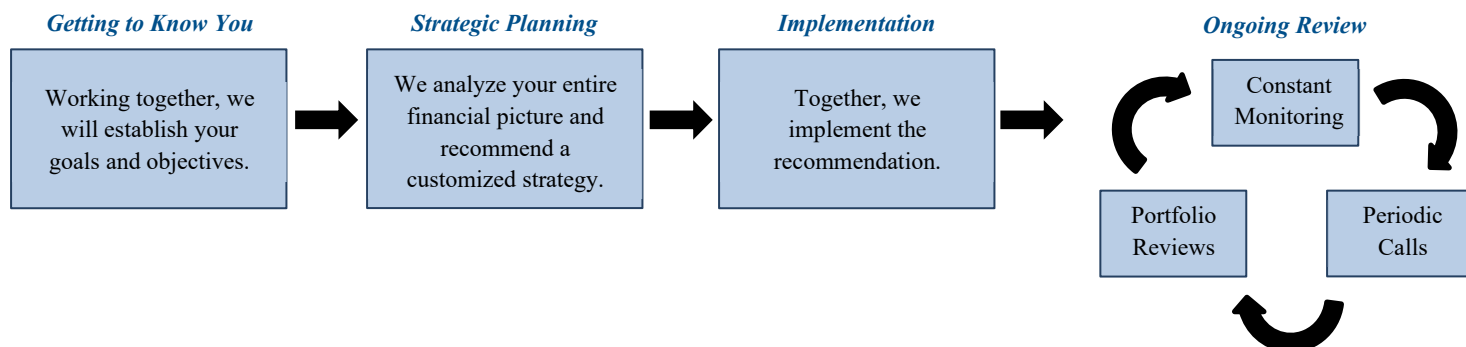 Getting to Know You
Working together, we
will establish your
goals and objectives.
Strategic Planning
We analyze your entire
financial picture and
recommend a
customized strategy.
Implementation
Together, we
implement the
recommendation.
Ongoing Review
Constant
Monitoring
Periodic
Calls
Portfolio
Reviews